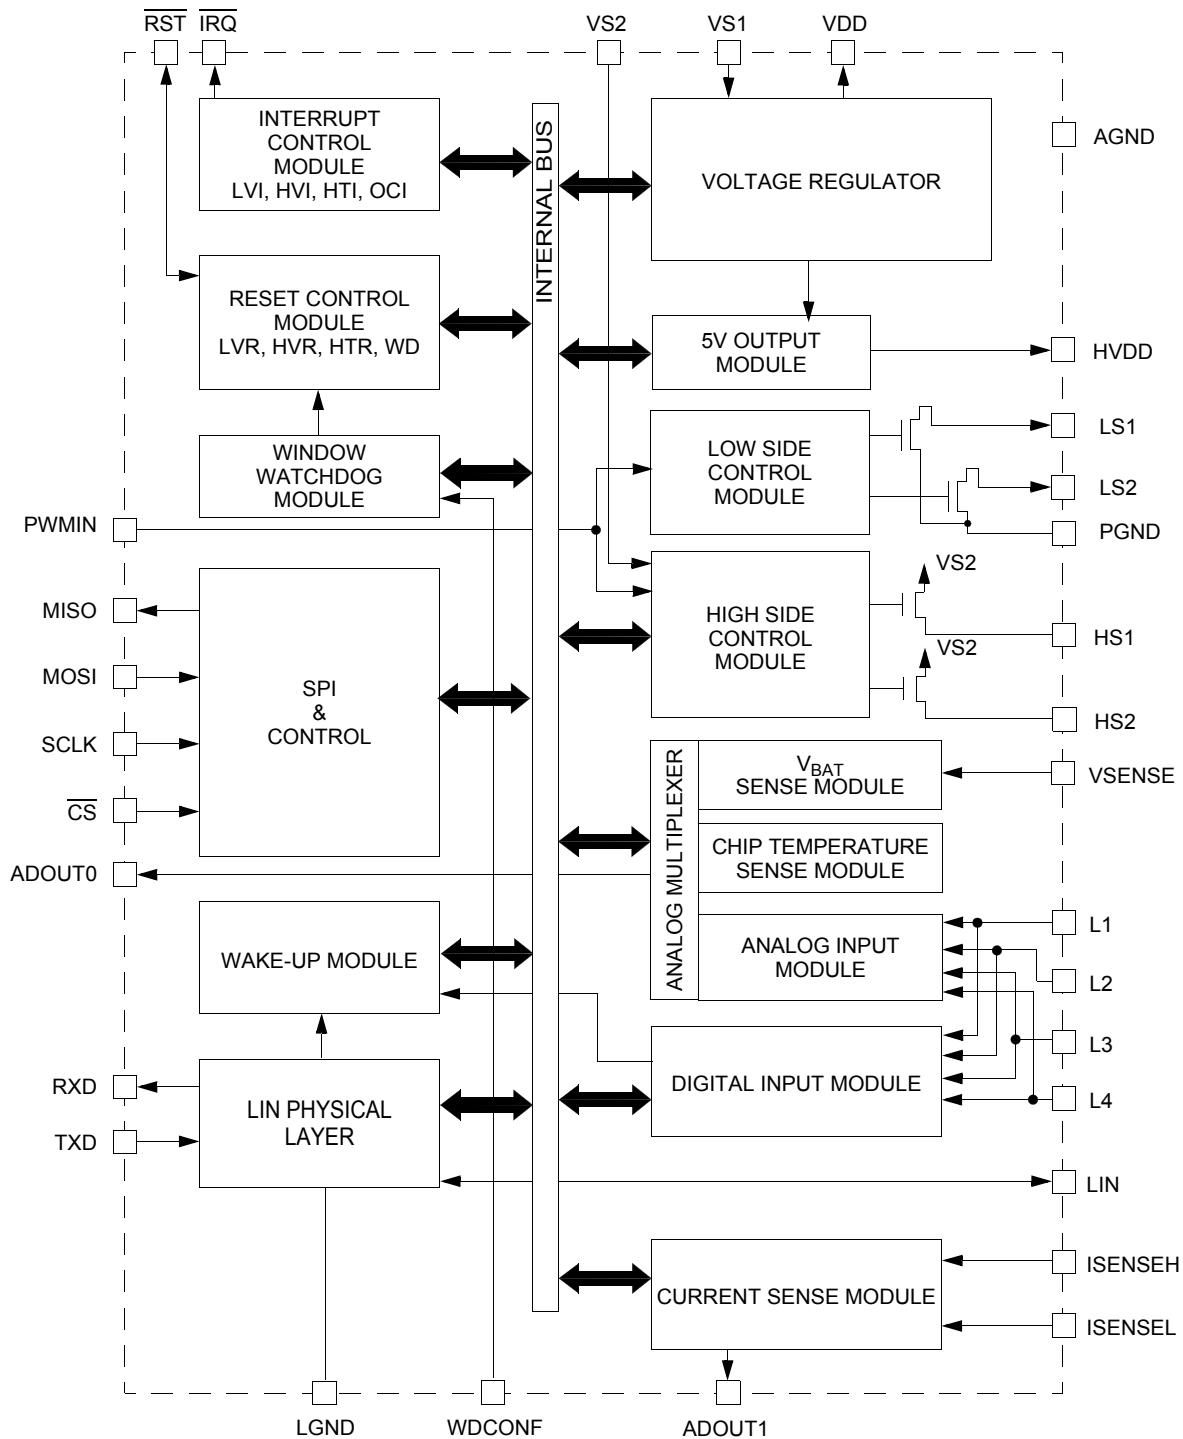 RST
IRQ
VS2
VS1
VDD
INTERRUPT
CONTROL
MODULE
LVI, HVI, HTI, OCI
INTERNAL BUS
VOLTAGE REGULATOR
AGND
RESET CONTROL
MODULE
LVR, HVR, HTR, WD
5V OUTPUT
MODULE
HVDD
WINDOW
WATCHDOG
MODULE
LOW SIDE
CONTROL
MODULE
LS1
LS2
PWMIN
PGND
MISO
MOSI
SCLK
CS
SPI
&
CONTROL
HIGH SIDE
CONTROL
MODULE
VS2
HS1
VS2
HS2
ANALOG MULTIPLEXER
VBAT
SENSE MODULE
VSENSE
CHIP TEMPERATURE
SENSE MODULE
ADOUT0
WAKE-UP MODULE
ANALOG INPUT
MODULE
L1
L2
L3
L4
DIGITAL INPUT MODULE
RXD
TXD
LIN PHYSICAL
LAYER
LIN
CURRENT SENSE MODULE
ISENSEH
ISENSEL
LGND
WDCONF
ADOUT1